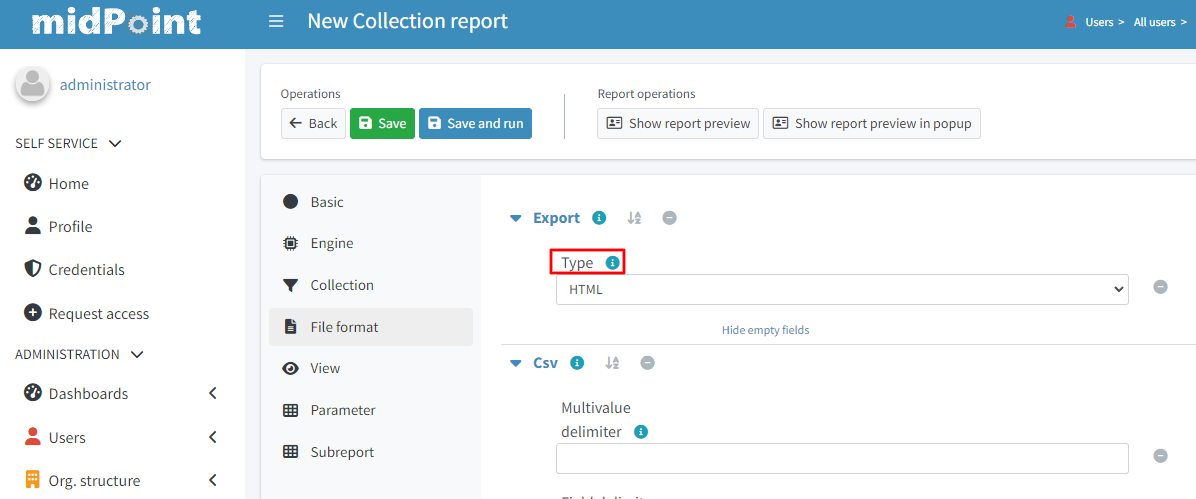 midPoint
New Collection report
Users > All users >
administrator
SELF SERVICE
Home
Profile
Credentials
Request access
ADMINISTRATION
Dashboards
Users
Org. structure
Operations
Back Save Save and run
Report operations
Show report preview Show report preview in popup
Basic
Engine
Collection
File format
View
Parameter
Subreport
Export
Type
HTML
Hide empty fields
Csv
Multivalue
delimiter